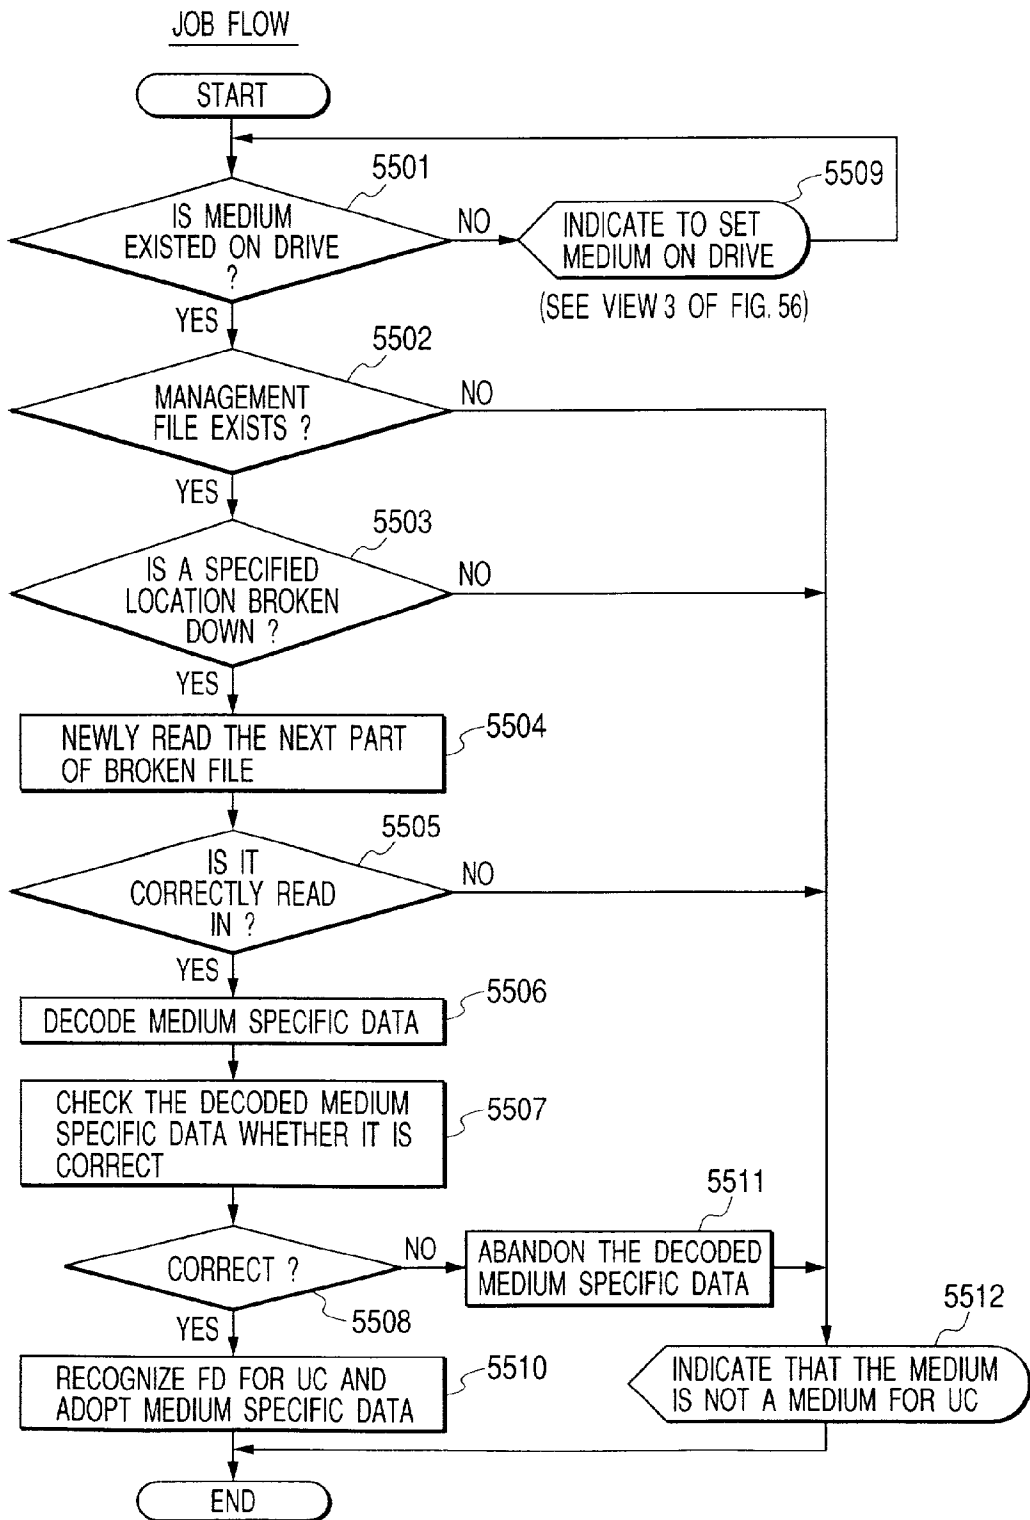 JOB FLOW
START
5501
IS MEDIUM
EXISTED ON DRIVE
?
NO
5509
INDICATE TO SET
MEDIUM ON DRIVE
(SEE VIEW 3 OF FIG. 56)
YES
5502
MANAGEMENT
FILE EXISTS ?
NO
YES
5503
IS A SPECIFIED
LOCATION BROKEN
DOWN ?
NO
YES
5504
NEWLY READ THE NEXT PART
OF BROKEN FILE
5505
IS IT
CORRECTLY READ
IN ?
NO
YES
5506
DECODE MEDIUM SPECIFIC DATA
5507
CHECK THE DECODED MEDIUM
SPECIFIC DATA WHETHER IT IS
CORRECT
CORRECT ?
5508
NO
5511
ABANDON THE DECODED
MEDIUM SPECIFIC DATA
YES
5510
RECOGNIZE FD FOR UC AND
ADOPT MEDIUM SPECIFIC DATA
5512
INDICATE THAT THE MEDIUM
IS NOT A MEDIUM FOR UC
END